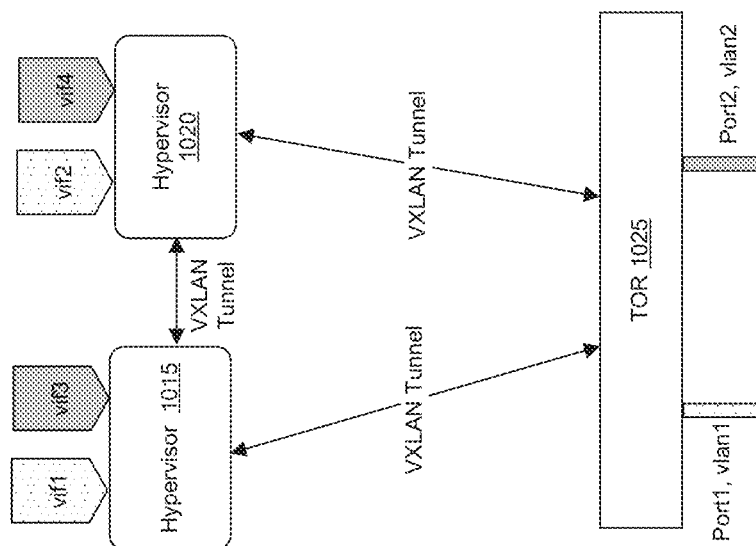 vif1
vif3
vif2
vif4
Hypervisor 1015
VXLAN
Tunnel
Hypervisor
1020
VXLAN Tunnel
VXLAN Tunnel
TOR 1025
Port1, vlan1
Port2, vlan2